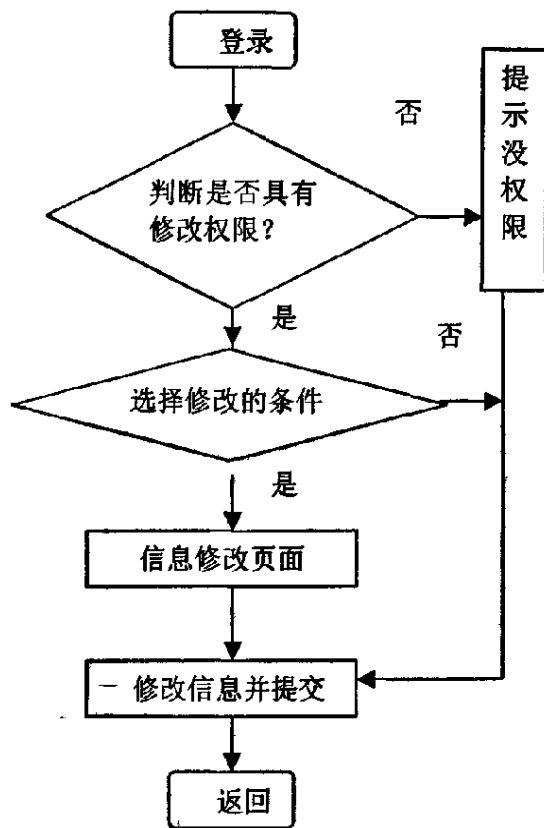 登录
否
提示没权限
判断是否具有
修改权限？
是
否
选择修改的条件
是
信息修改页面
修改信息并提交
返回